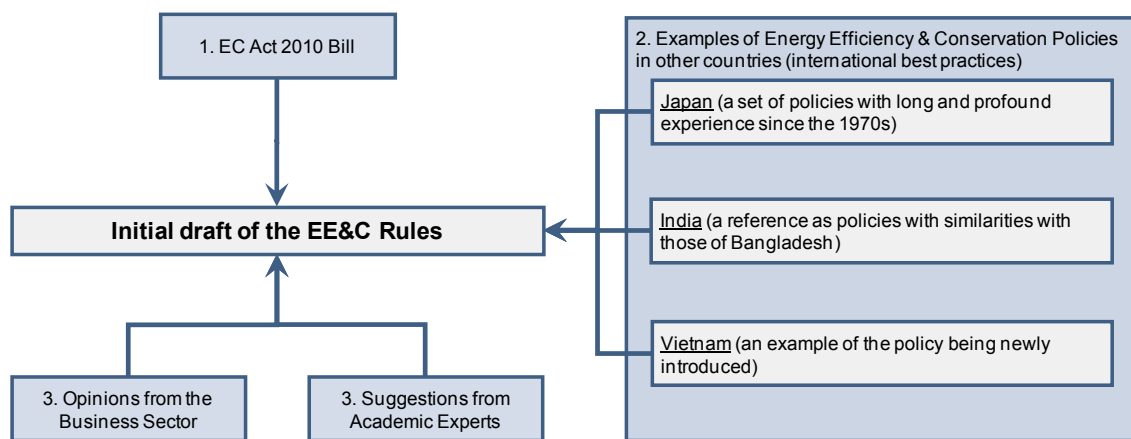 1. EC Act 2010 Bill
2. Examples of Energy Efficiency & Conservation Policies
in other countries (international best practices)
Japan (a set of policies with long and profound
experience since the 1970s)
Initial draft of the EE&C Rules
India (a reference as policies with similarities with
those of Bangladesh)
Vietnam (an example of the policy being newly
introduced)
3. Opinions from the
Business Sector
3. Suggestions from
Academic Experts